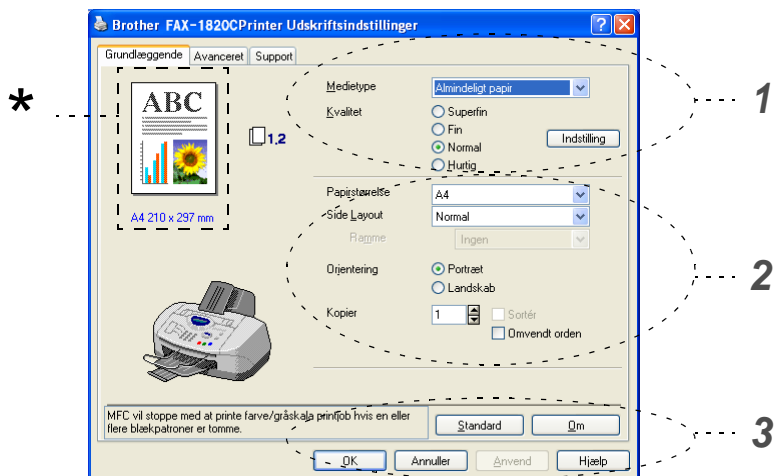 Brother FAX-1820CPrinter Udskriftsindstillinger
Grundlæggende Avanceret Support
*
ABC
1.2
A4 210 x 297 mm
Medietype Almindeligt papir
Kvalitet Superfin
Fin
Normal Indstilling
Hurtig
1
Papirstørrelse A4
Side Layout Normal
Ramme Ingen
Orientering Portræt
Landskab
Kopier 1 Sortér
Omvendt orden
2
MFC vil stoppe med at printe farve/gråskala printjob hvis en eller
flere blækpatroner er tomme.
Standard Om
3
OK Annuller Anvend Hjælp